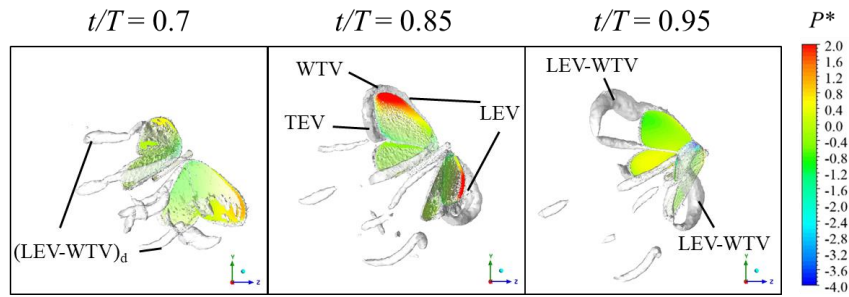 t/T = 0.7
t/T = 0.85
t/T = 0.95
P*
(LEV-WTV)d
Y
Z
WTV
TEV
LEV
Y
Z
LEV-WTV
LEV-WTV
Y
Z
2.0
1.6
1.2
0.8
0.4
0.0
-0.4
-0.8
-1.2
-1.6
-2.0
-2.4
-2.8
-3.2
-3.6
-4.0